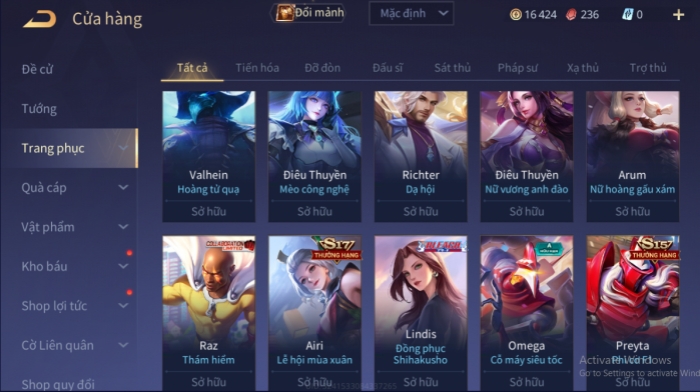 Cửa hàng
Đổi mảnh
Mặc định
16 424
236
0
Đề cử
Tướng
Trang phục
Quà cáp
Vật phẩm
Kho báu
Shop lợi tức
Cờ Liên quân
Shop quy đổi
Tất cả Tiến hóa Đỡ đòn Đấu sĩ Sát thủ Pháp sư Xạ thủ Trợ thủ
Valhein
Hoàng tử quạ
Sở hữu
Điêu Thuyền
Mèo công nghệ
Sở hữu
Richter
Dạ hội
Sở hữu
Điêu Thuyền
Nữ vương anh đào
Sở hữu
Arum
Nữ hoàng gấu xám
Sở hữu
COLLABORATION
LIMITED
Raz
Thám hiểm
Sở hữu
S17
THƯỜNG HẠNG
Airi
Lễ hội mùa xuân
Sở hữu
BLEACH
Lindis
Đồng phục
Shihakusho
Sở hữu
A
Omega
Cỗ máy siêu tốc
Sở hữu
S15
THƯỜNG HẠNG
Preyta
Sở hữu
Activate Windows
Go to Settings to activate Wind